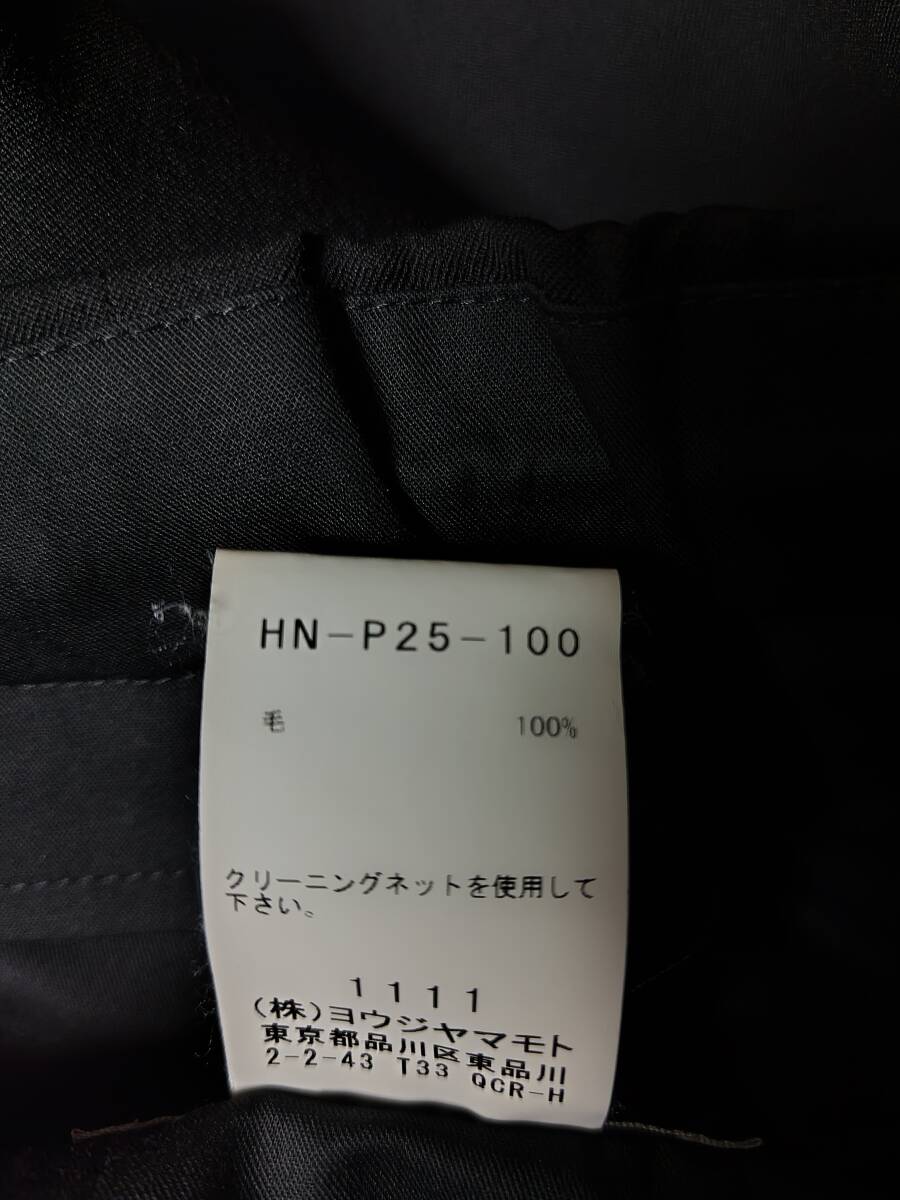 HN-P25-100
毛 100%
クリーニングネットを使用して
下さい。
1111
(株)ヨウジヤマモト
東京都品川区東品川
2-2-43 T33 QCR-H